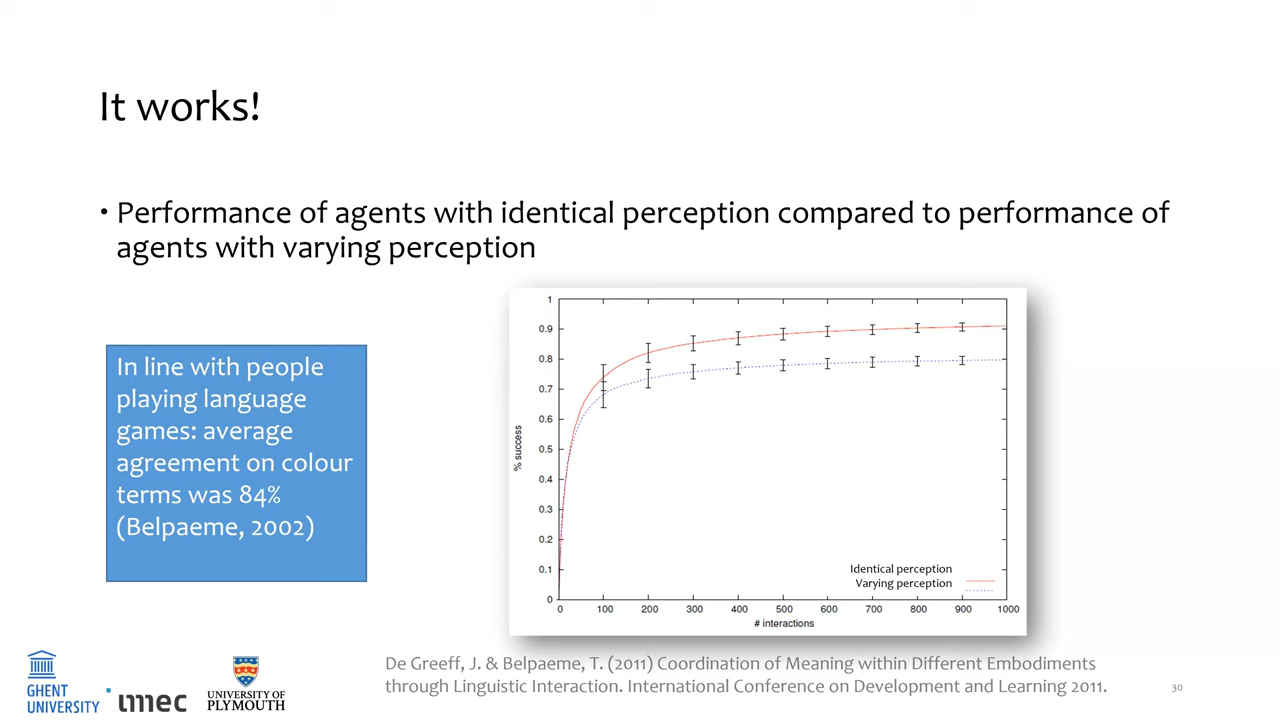 It works!
• Performance of agents with identical perception compared to performance of
agents with varying perception
In line with people
playing language
games: average
agreement on colour
terms was 84%
(Belpaeme, 2002)
% success
1
0.9
0.8
0.7
0.6
0.5
0.4
0.3
0.2
0.1
0
Identical perception
Varying perception
0 100 200 300 400 500 600 700 800 900 1000
# interactions
De Greeff, J. & Belpaeme, T. (2011) Coordination of Meaning within Different Embodiments
through Linguistic Interaction. International Conference on Development and Learning 2011.
30
GHENT
UNIVERSITY
imec
UNIVERSITY OF
PLYMOUTH